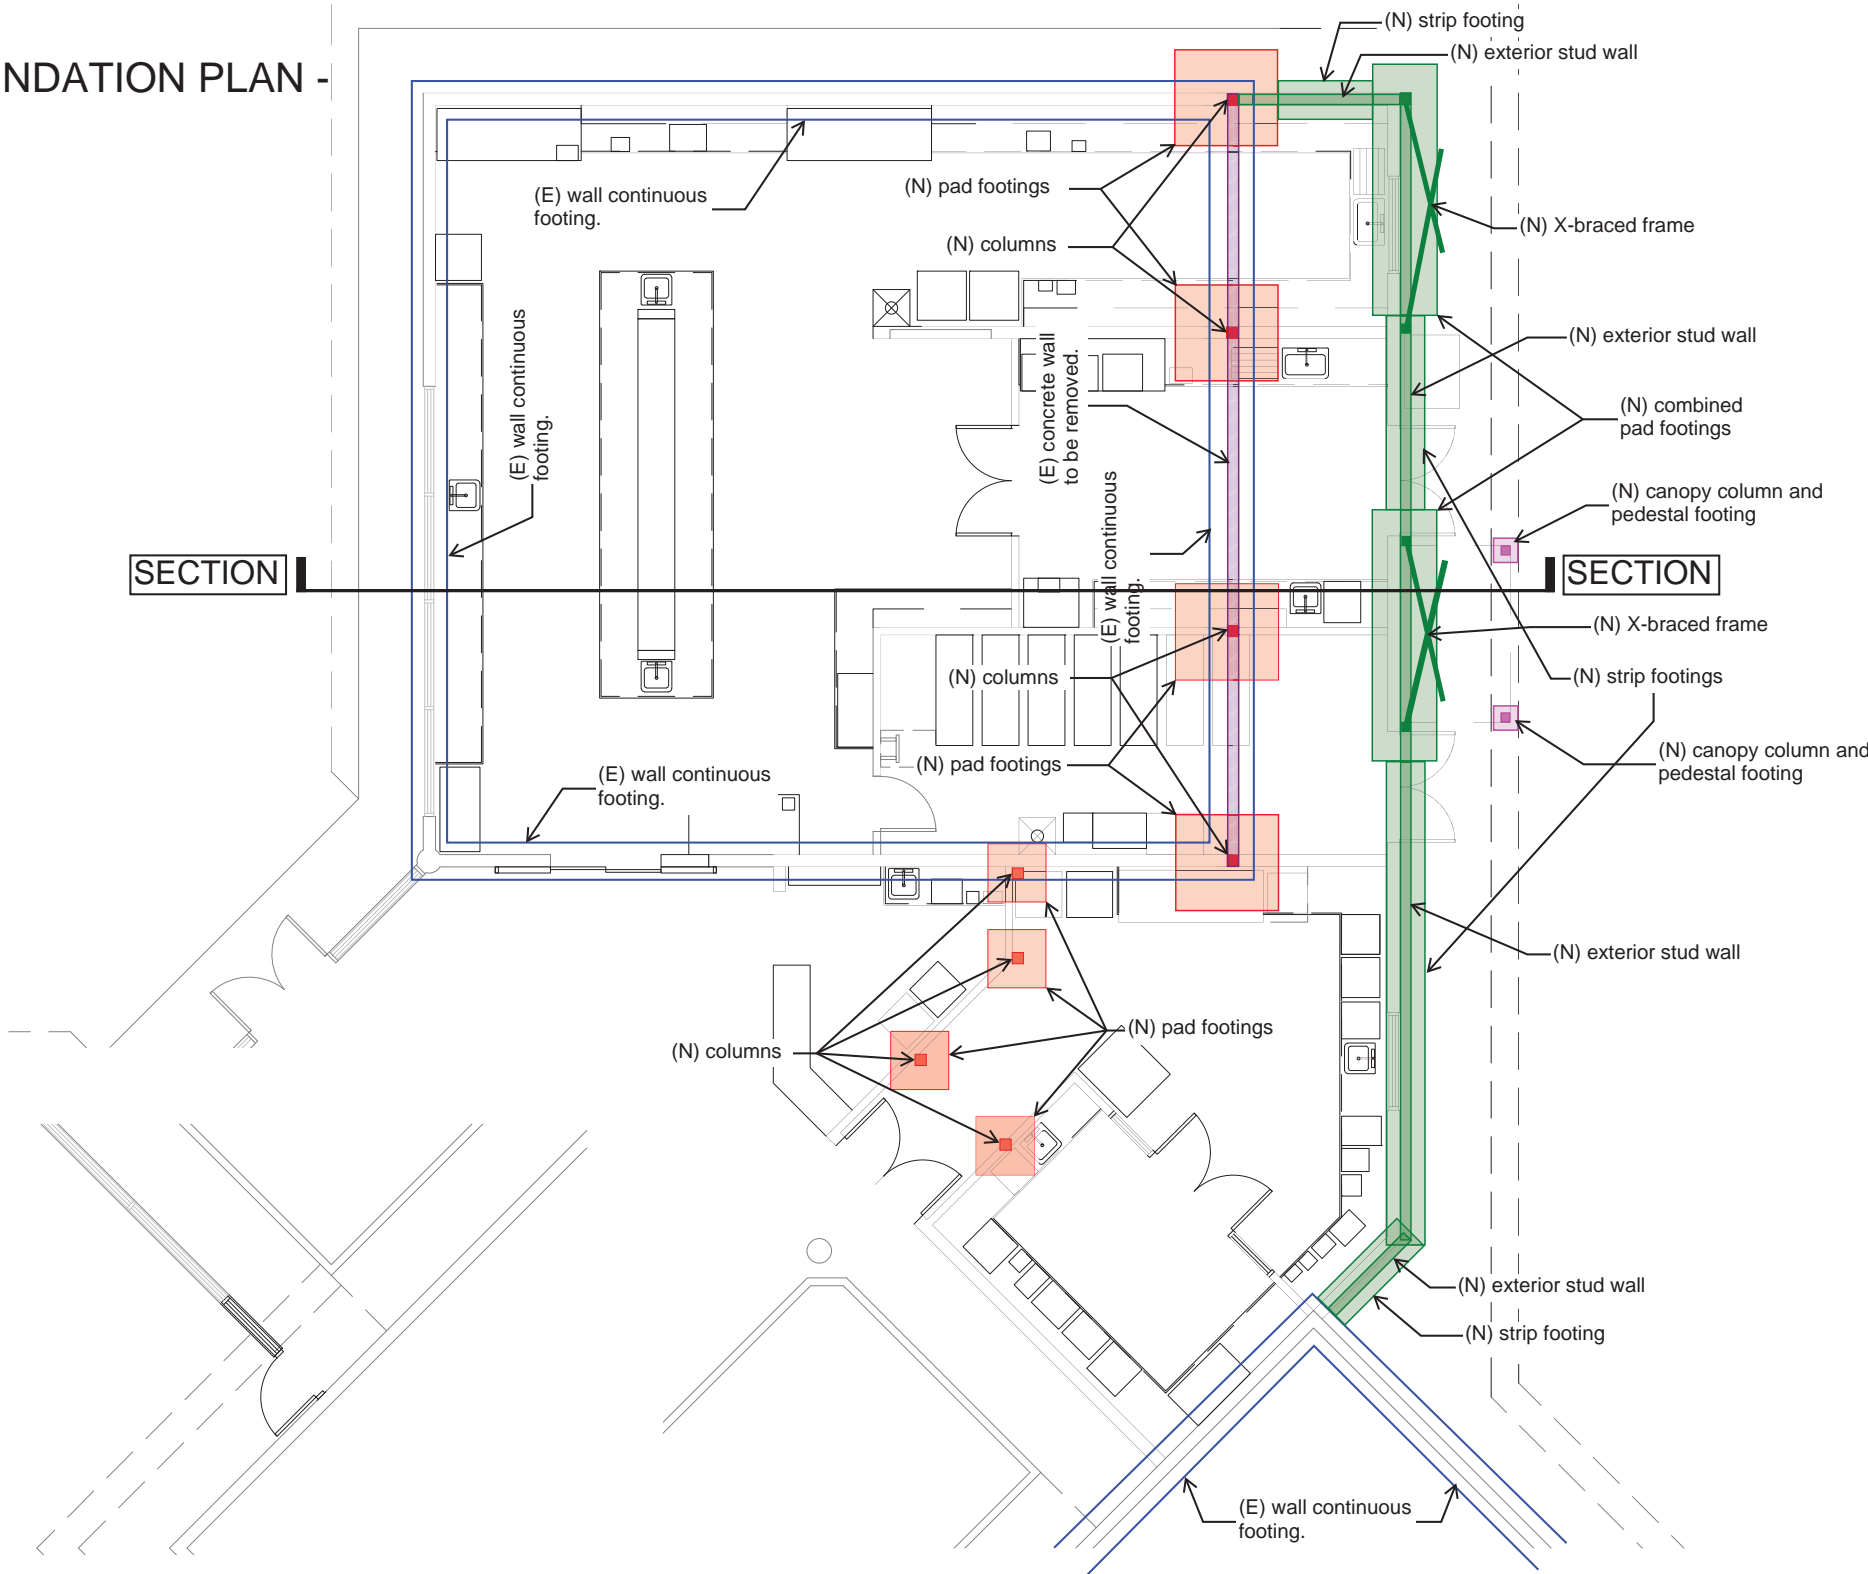 (N) strip footing
(N) exterior stud wall
NDATION PLAN -
(E) wall continuous
footing.
(N) pad footings
(N) columns
(N) X-braced frame
(E) wall continuous
footing.
(E) concrete wall
to be removed.
(N) exterior stud wall
(N) combined
pad footings
(E) wall continuous
footing.
(N) canopy column and
pedestal footing
SECTION
SECTION
(N) X-braced frame
(N) columns
(N) strip footings
(N) pad footings
(E) wall continuous
footing.
(N) canopy column and
pedestal footing
(N) exterior stud wall
(N) columns
(N) pad footings
(N) exterior stud wall
(N) strip footing
(E) wall continuous
footing.